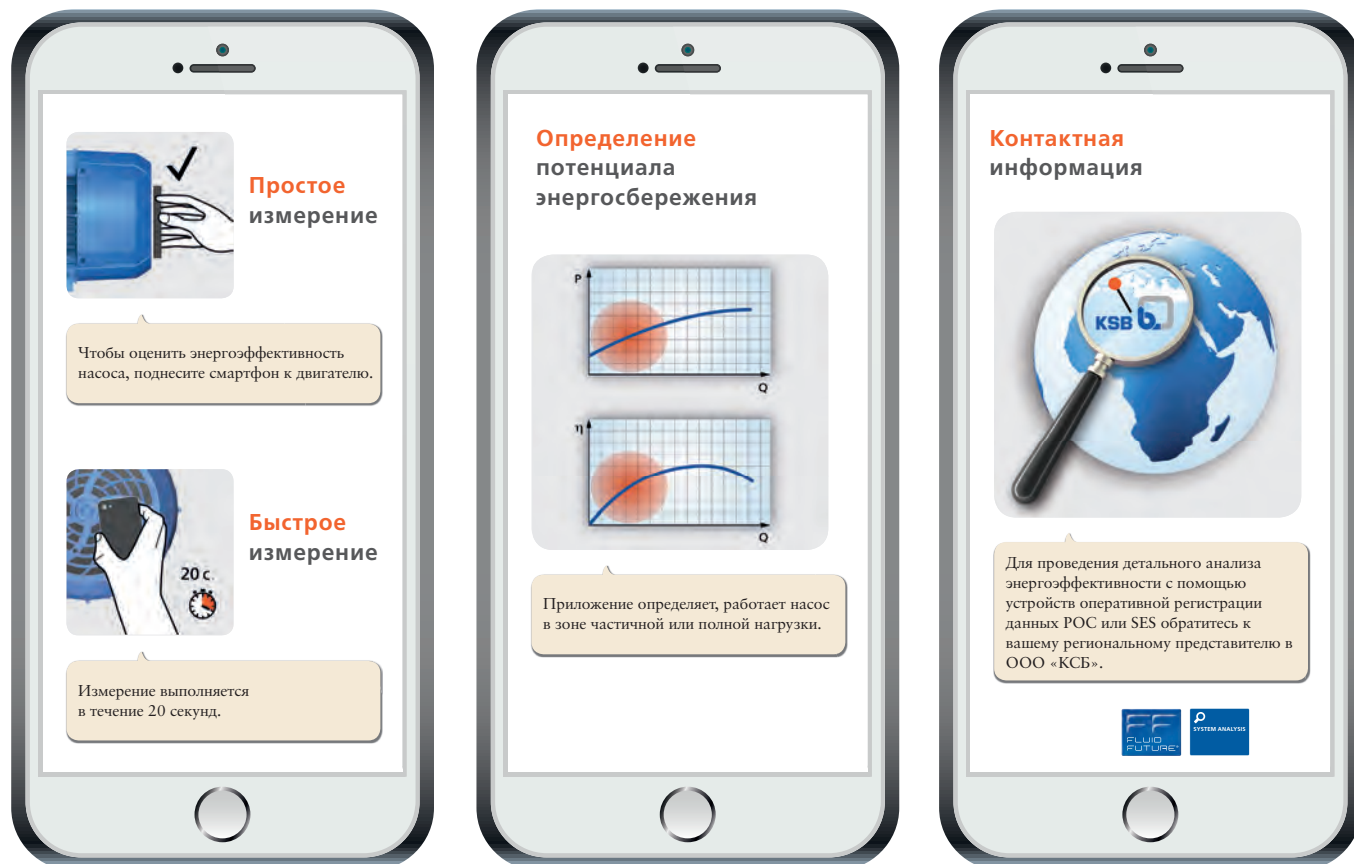 Простое
измерение
Чтобы оценить энергоэффективность
насоса, поднесите смартфон к двигателю.
20 с.
Быстрое
измерение
Измерение выполняется
в течение 20 секунд.
Определение
потенциала
энергосбережения
P
Q
η
Q
Приложение определяет, работает насос
в зоне частичной или полной нагрузки.
Контактная
информация
KSB b.
Для проведения детального анализа
энергоэффективности с помощью
устройств оперативной регистрации
данных РОС или SES обратитесь к
вашему региональному представителю в
ООО «КСБ».
FF
FLUID
FUTURE®
SYSTEM ANALYSIS